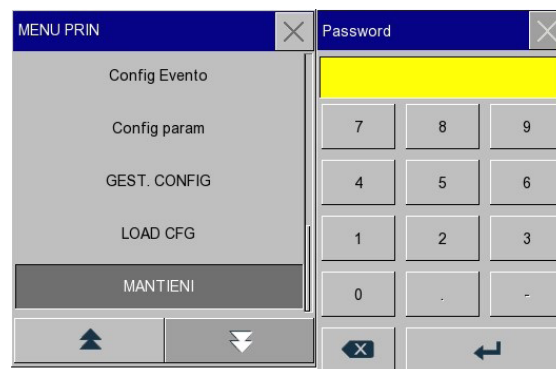 MENU PRIN
Config Evento
Config param
GEST. CONFIG
LOAD CFG
MANTIENI
Password
7 8 9
4 5 6
1 2 3
0 . -